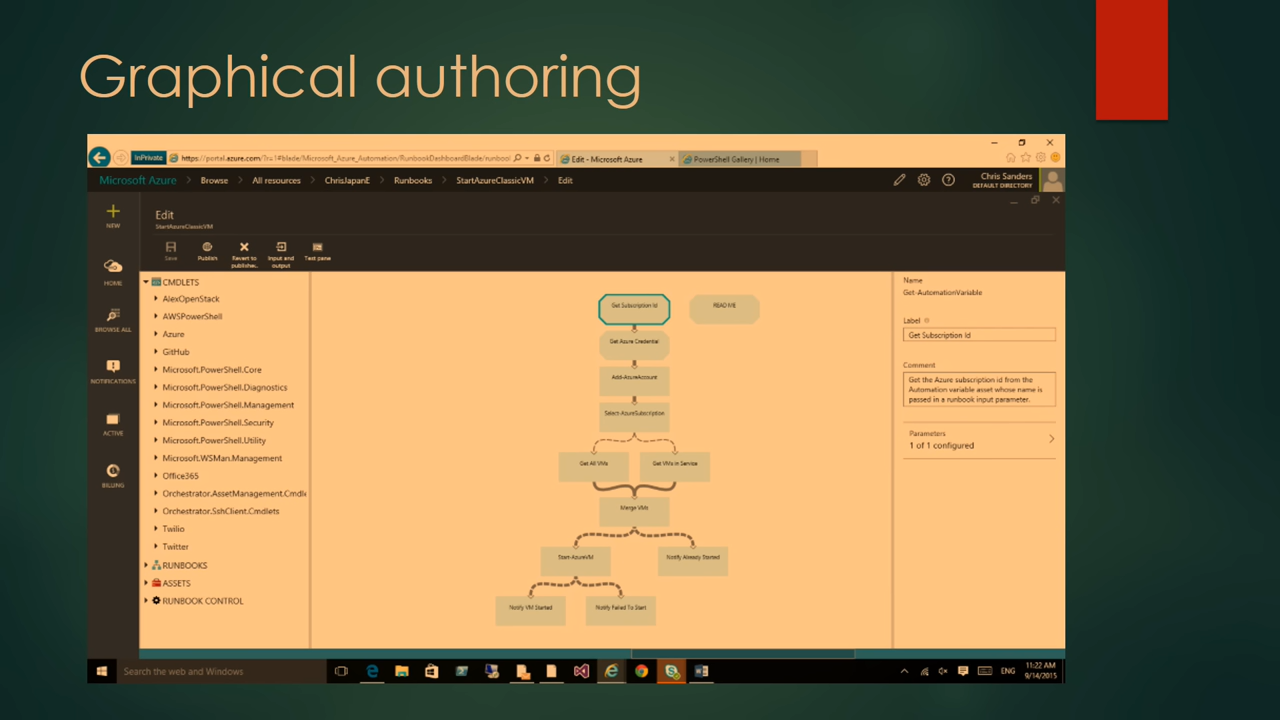 Graphical authoring
InPrivate
https://portal.azure.com/?r=1#blade/Microsoft_Azure_Automation/RunbookDashboardBlade/runbool
Edit - Microsoft Azure
PowerShell Gallery | Home
Microsoft Azure
Browse
All resources
ChrisJapanE
Runbooks
StartAzureClassicVM
Edit
Chris Sanders
DEFAULT DIRECTORY
NEW
HOME
BROWSE ALL
NOTIFICATIONS
ACTIVE
BILLING
Edit
StartAzureClassicVM
Save
Publish
Revert to
publishe...
Input and
output
Test pane
CMDLETS
AlexOpenStack
AWSPowerShell
Azure
GitHub
Microsoft.PowerShell.Core
Microsoft.PowerShell.Diagnostics
Microsoft.PowerShell.Management
Microsoft.PowerShell.Security
Microsoft.PowerShell.Utility
Microsoft.WSMan.Management
Office365
Orchestrator.AssetManagement.Cmdle
Orchestrator.SshClient.Cmdlets
Twilio
Twitter
RUNBOOKS
ASSETS
RUNBOOK CONTROL
Get Subscription Id
READ ME
Get Azure Credential
Add-AzureAccount
Select-AzureSubscription
Get All VMs
Get VMs in Service
Merge VMs
Start-AzureVM
Notify Already Started
Notify VM Started
Notify Failed To Start
Name
Get-AutomationVariable
Label
Get Subscription Id
Comment
Get the Azure subscription id from the
Automation variable asset whose name is
passed in a runbook input parameter.
Parameters
1 of 1 configured
Search the web and Windows
ENG
11:22 AM
9/14/2015